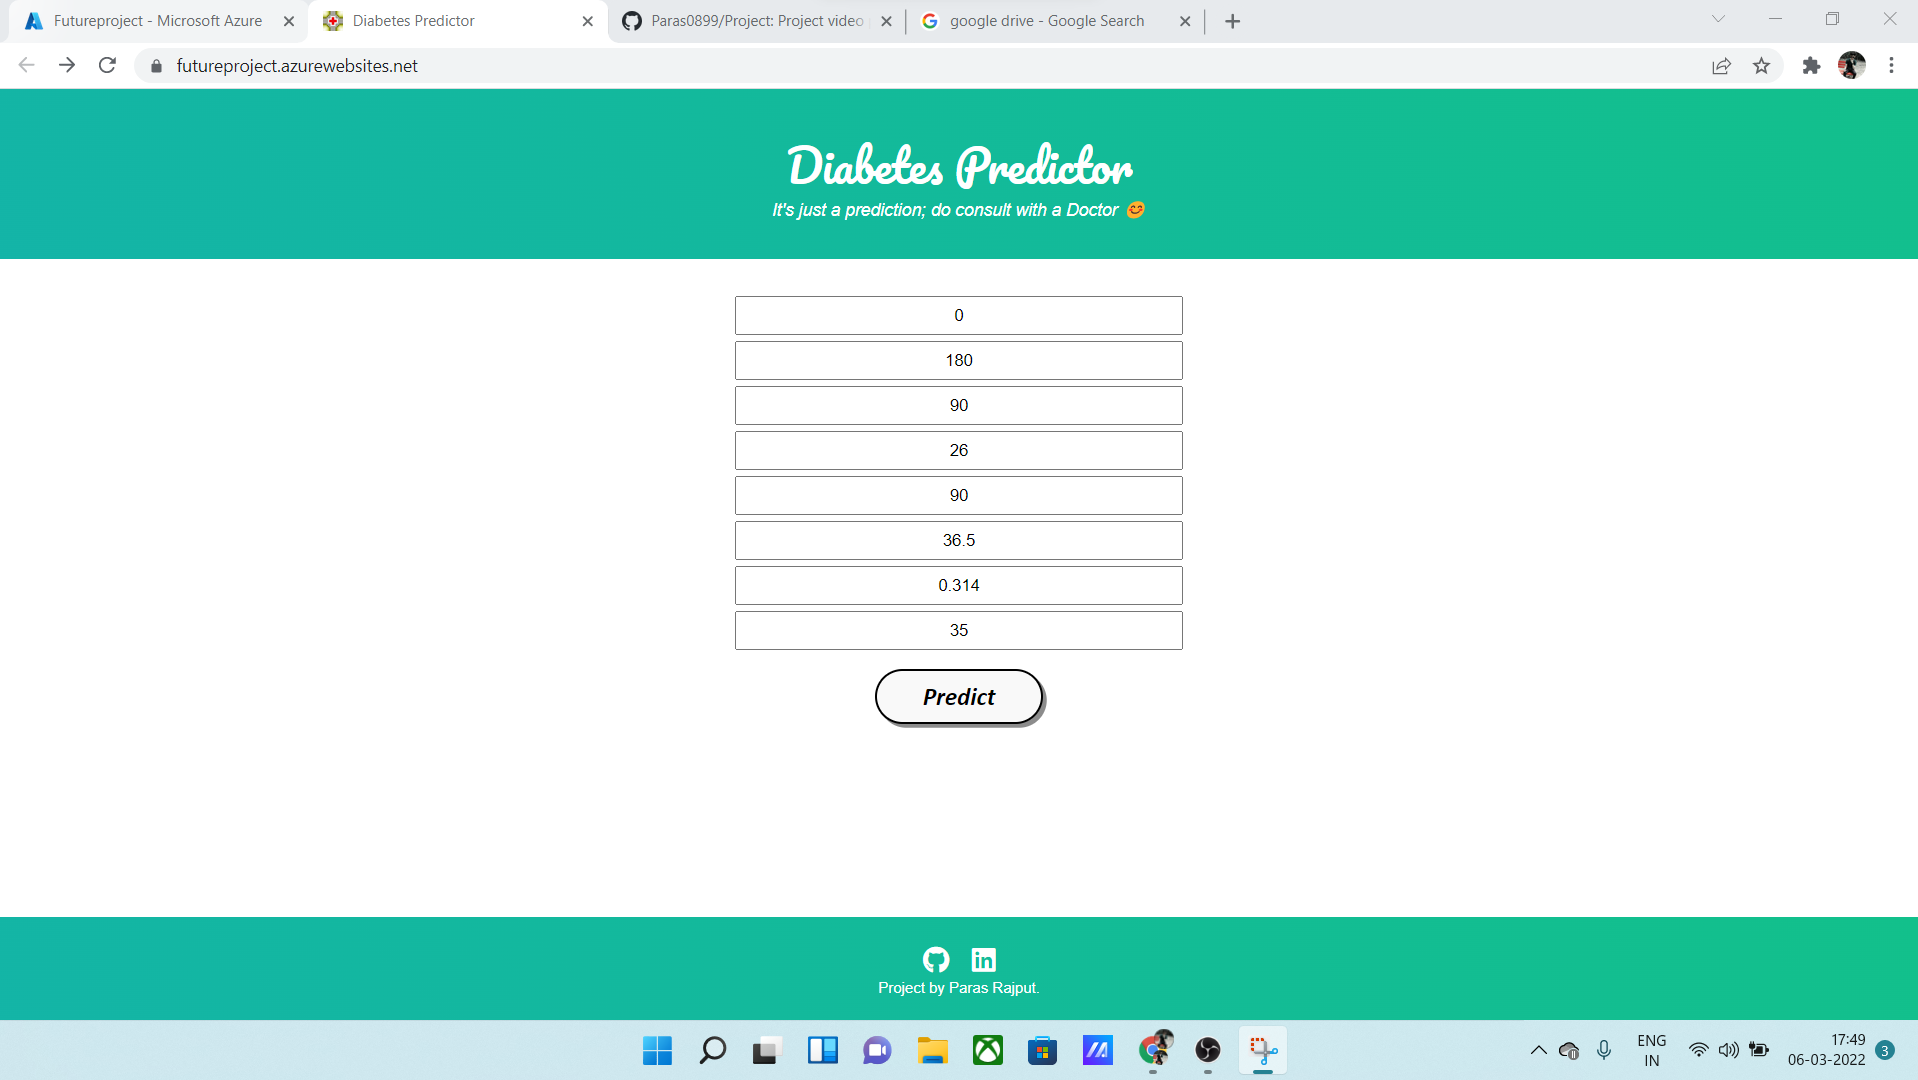 Futureproject - Microsoft Azure
Diabetes Predictor
Paras0899/Project: Project video
google drive - Google Search
futureproject.azurewebsites.net
Diabetes Predictor
It's just a prediction; do consult with a Doctor 😊
0
180
90
26
90
36.5
0.314
35
Predict
Project by Paras Rajput.
ENG
IN
17:49
06-03-2022
3